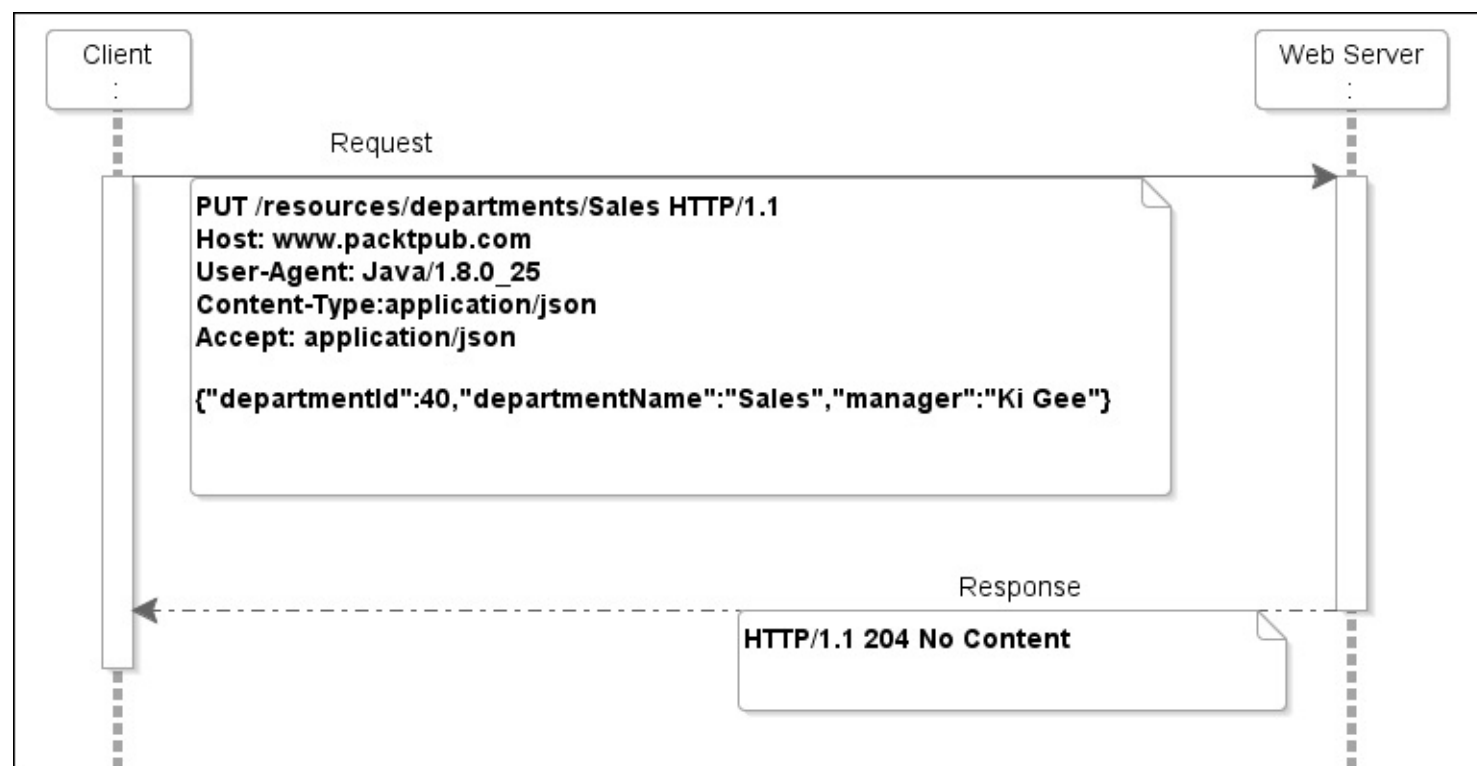 Client
:
Web Server
:
Request
PUT /resources/departments/Sales HTTP/1.1
Host: www.packtpub.com
User-Agent: Java/1.8.0_25
Content-Type:application/json
Accept: application/json
{"departmentId":40,"departmentName":"Sales","manager":"Ki Gee"}
Response
HTTP/1.1 204 No Content